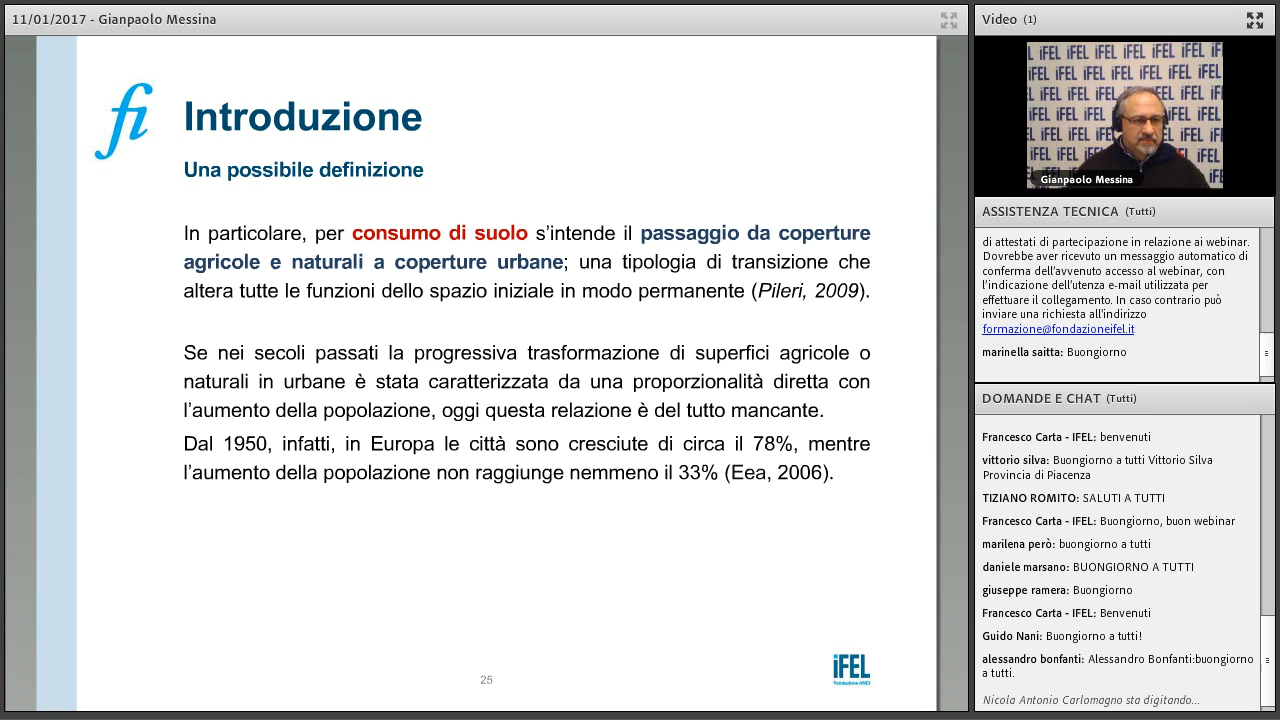 11/01/2017 - Gianpaolo Messina
fi
Introduzione
Una possibile definizione
In particolare, per consumo di suolo s’intende il passaggio da coperture
agricole e naturali a coperture urbane; una tipologia di transizione che
altera tutte le funzioni dello spazio iniziale in modo permanente (Pileri, 2009).
Se nei secoli passati la progressiva trasformazione di superfici agricole o
naturali in urbane è stata caratterizzata da una proporzionalità diretta con
l’aumento della popolazione, oggi questa relazione è del tutto mancante.
Dal 1950, infatti, in Europa le città sono cresciute di circa il 78%, mentre
l’aumento della popolazione non raggiunge nemmeno il 33% (Eea, 2006).
25
iFEL
Fondazione ANCI
Video (1)
iFEL iFEL iFEL iFEL
Gianpaolo Messina
ASSISTENZA TECNICA (Tutti)
di attestati di partecipazione in relazione ai webinar.
Dovrebbe aver ricevuto un messaggio automatico di
conferma dell’avvenuto accesso al webinar, con
l’indicazione dell’utenza e-mail utilizzata per
effettuare il collegamento. In caso contrario può
inviare una richiesta all’indirizzo
formazione@fondazioneifel.it
marinella saitta: Buongiorno
DOMANDE E CHAT (Tutti)
Francesco Carta - IFEL: benvenuti
vittorio silva: Buongiorno a tutti Vittorio Silva
Provincia di Piacenza
TIZIANO ROMITO: SALUTI A TUTTI
Francesco Carta - IFEL: Buongiorno, buon webinar
marilena però: buongiorno a tutti
daniele marsano: BUONGIORNO A TUTTI
giuseppe ramera: Buongiorno
Francesco Carta - IFEL: Benvenuti
Guido Nani: Buongiorno a tutti!
alessandro bonfanti: Alessandro Bonfanti:buongiorno
a tutti.
Nicola Antonio Carlomagno sta digitando...